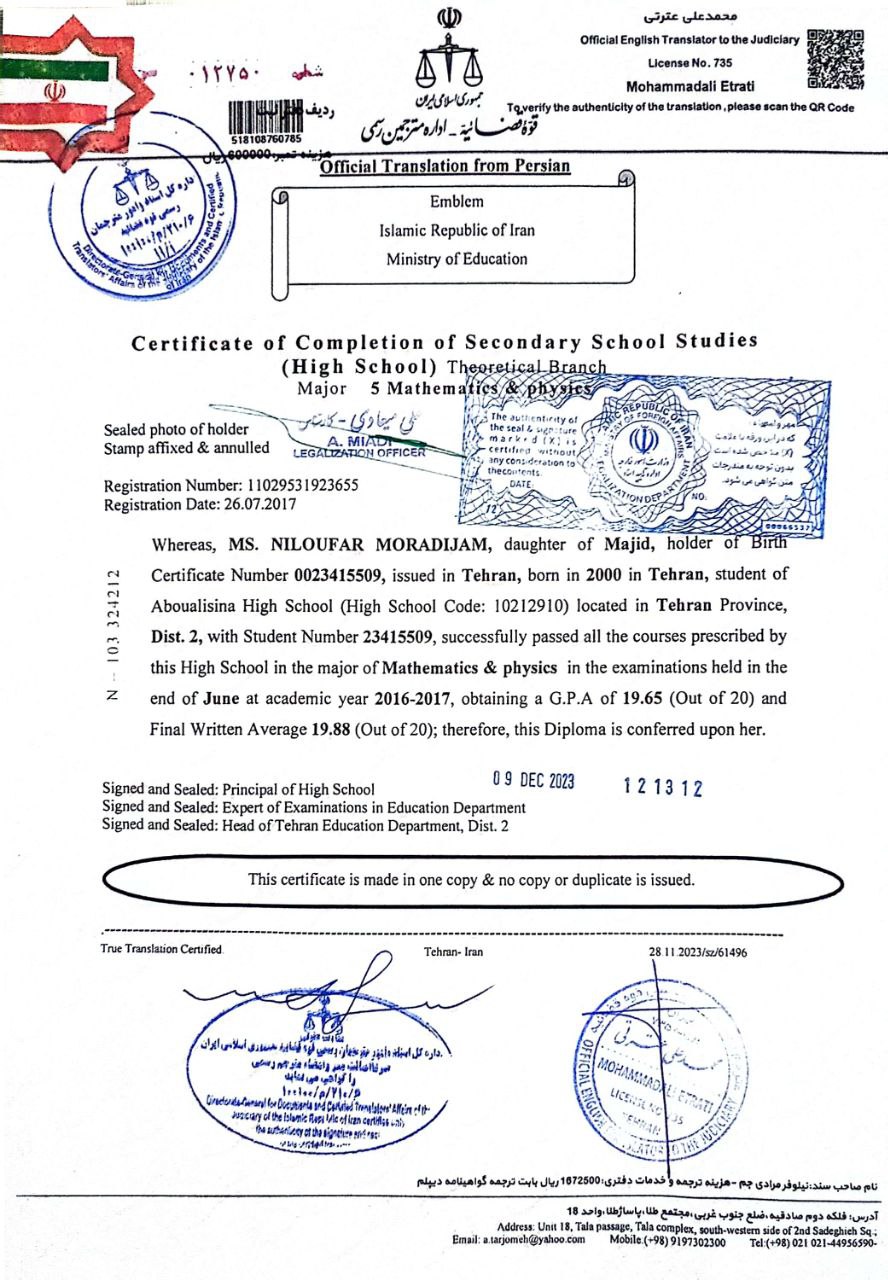 محمدعلی عترتی
Official English Translator to the Judiciary
License No. 735
Mohammadali Etrati
To verify the authenticity of the translation, please scan the QR Code
شماره
۰۱۲۷۵۰
ردیف
518108760785
هزینه تمبر:600000ریال
جمهوری اسلامی ایران
قوه قضائیه - اداره مترجمین رسمی
Official Translation from Persian
Emblem
Islamic Republic of Iran
Ministry of Education
اداره کل اسناد و امور مترجمان
رسمی قوه قضائیه
۱۰۰۱۰۰/م/۲۱۰/۶
۱۱/۱
Directorate-General for Documents and Certified
Translators' Affairs of the Judiciary of the Islamic Republic
of Iran
Certificate of Completion of Secondary School Studies
(High School) Theoretical Branch
Major 5 Mathematics & physics
Sealed photo of holder
Stamp affixed & annulled
A. MIADI
LEGALIZATION OFFICER
The authenticity of
the seal & signature
marked (X) is
certified without
any consideration to
the contents.
DATE:
ISLAMIC REPUBLIC OF IRAN
MINISTRY OF FOREIGN AFFAIRS
وزارت امور خارجه
LEGALIZATION DEPARTMENT
NO.
مهر و امضاء
که در این ورقه با علامت
(X) مشخص شده است
بدون توجه به مندرجات
متن گواهی می شود.
Registration Number: 11029531923655
Registration Date: 26.07.2017
Whereas, MS. NILOUFAR MORADIJAM, daughter of Majid, holder of Birth
Certificate Number 0023415509, issued in Tehran, born in 2000 in Tehran, student of
Aboualisina High School (High School Code: 10212910) located in Tehran Province,
Dist. 2, with Student Number 23415509, successfully passed all the courses prescribed by
this High School in the major of Mathematics & physics in the examinations held in the
end of June at academic year 2016-2017, obtaining a G.P.A of 19.65 (Out of 20) and
Final Written Average 19.88 (Out of 20); therefore, this Diploma is conferred upon her.
N - 103 324212
Signed and Sealed: Principal of High School
Signed and Sealed: Expert of Examinations in Education Department
Signed and Sealed: Head of Tehran Education Department, Dist. 2
09 DEC 2023
121312
This certificate is made in one copy & no copy or duplicate is issued.
True Translation Certified.
Tehran- Iran
28.11.2023/sz/61496
اداره کل اسناد و امور مترجمان رسمی قوه قضائیه جمهوری اسلامی ایران
صرفا اصالت مهر و امضاء مترجم رسمی
را گواهی می نماید
۱۰۰۱۰۰/م/۲۱۰/۶
Directorate-General for Documents and Certified Translators' Affairs of the
Judiciary of the Islamic Republic of Iran certifies only
the authenticity of the signature and seal
محمدعلی عترتی
MOHAMMADALI ETRATI
LICENSE NO. 735
TEHRAN
OFFICIAL ENGLISH TRANSLATOR TO THE JUDICIARY
نام صاحب سند:نیلوفر مرادی جم -هزینه ترجمه و خدمات دفتری:1672500 ریال بابت ترجمه گواهینامه دیپلم
آدرس: فلکه دوم صادقیه،ضلع جنوب غربی،مجتمع طلا،پاساژطلا،واحد 18
Address: Unit 18, Tala passage, Tala complex, south-western side of 2nd Sadeghieh Sq.;
Email: a.tarjomeh@yahoo.com Mobile.(+98) 9197302300 Tel:(+98) 021 021-44956590-